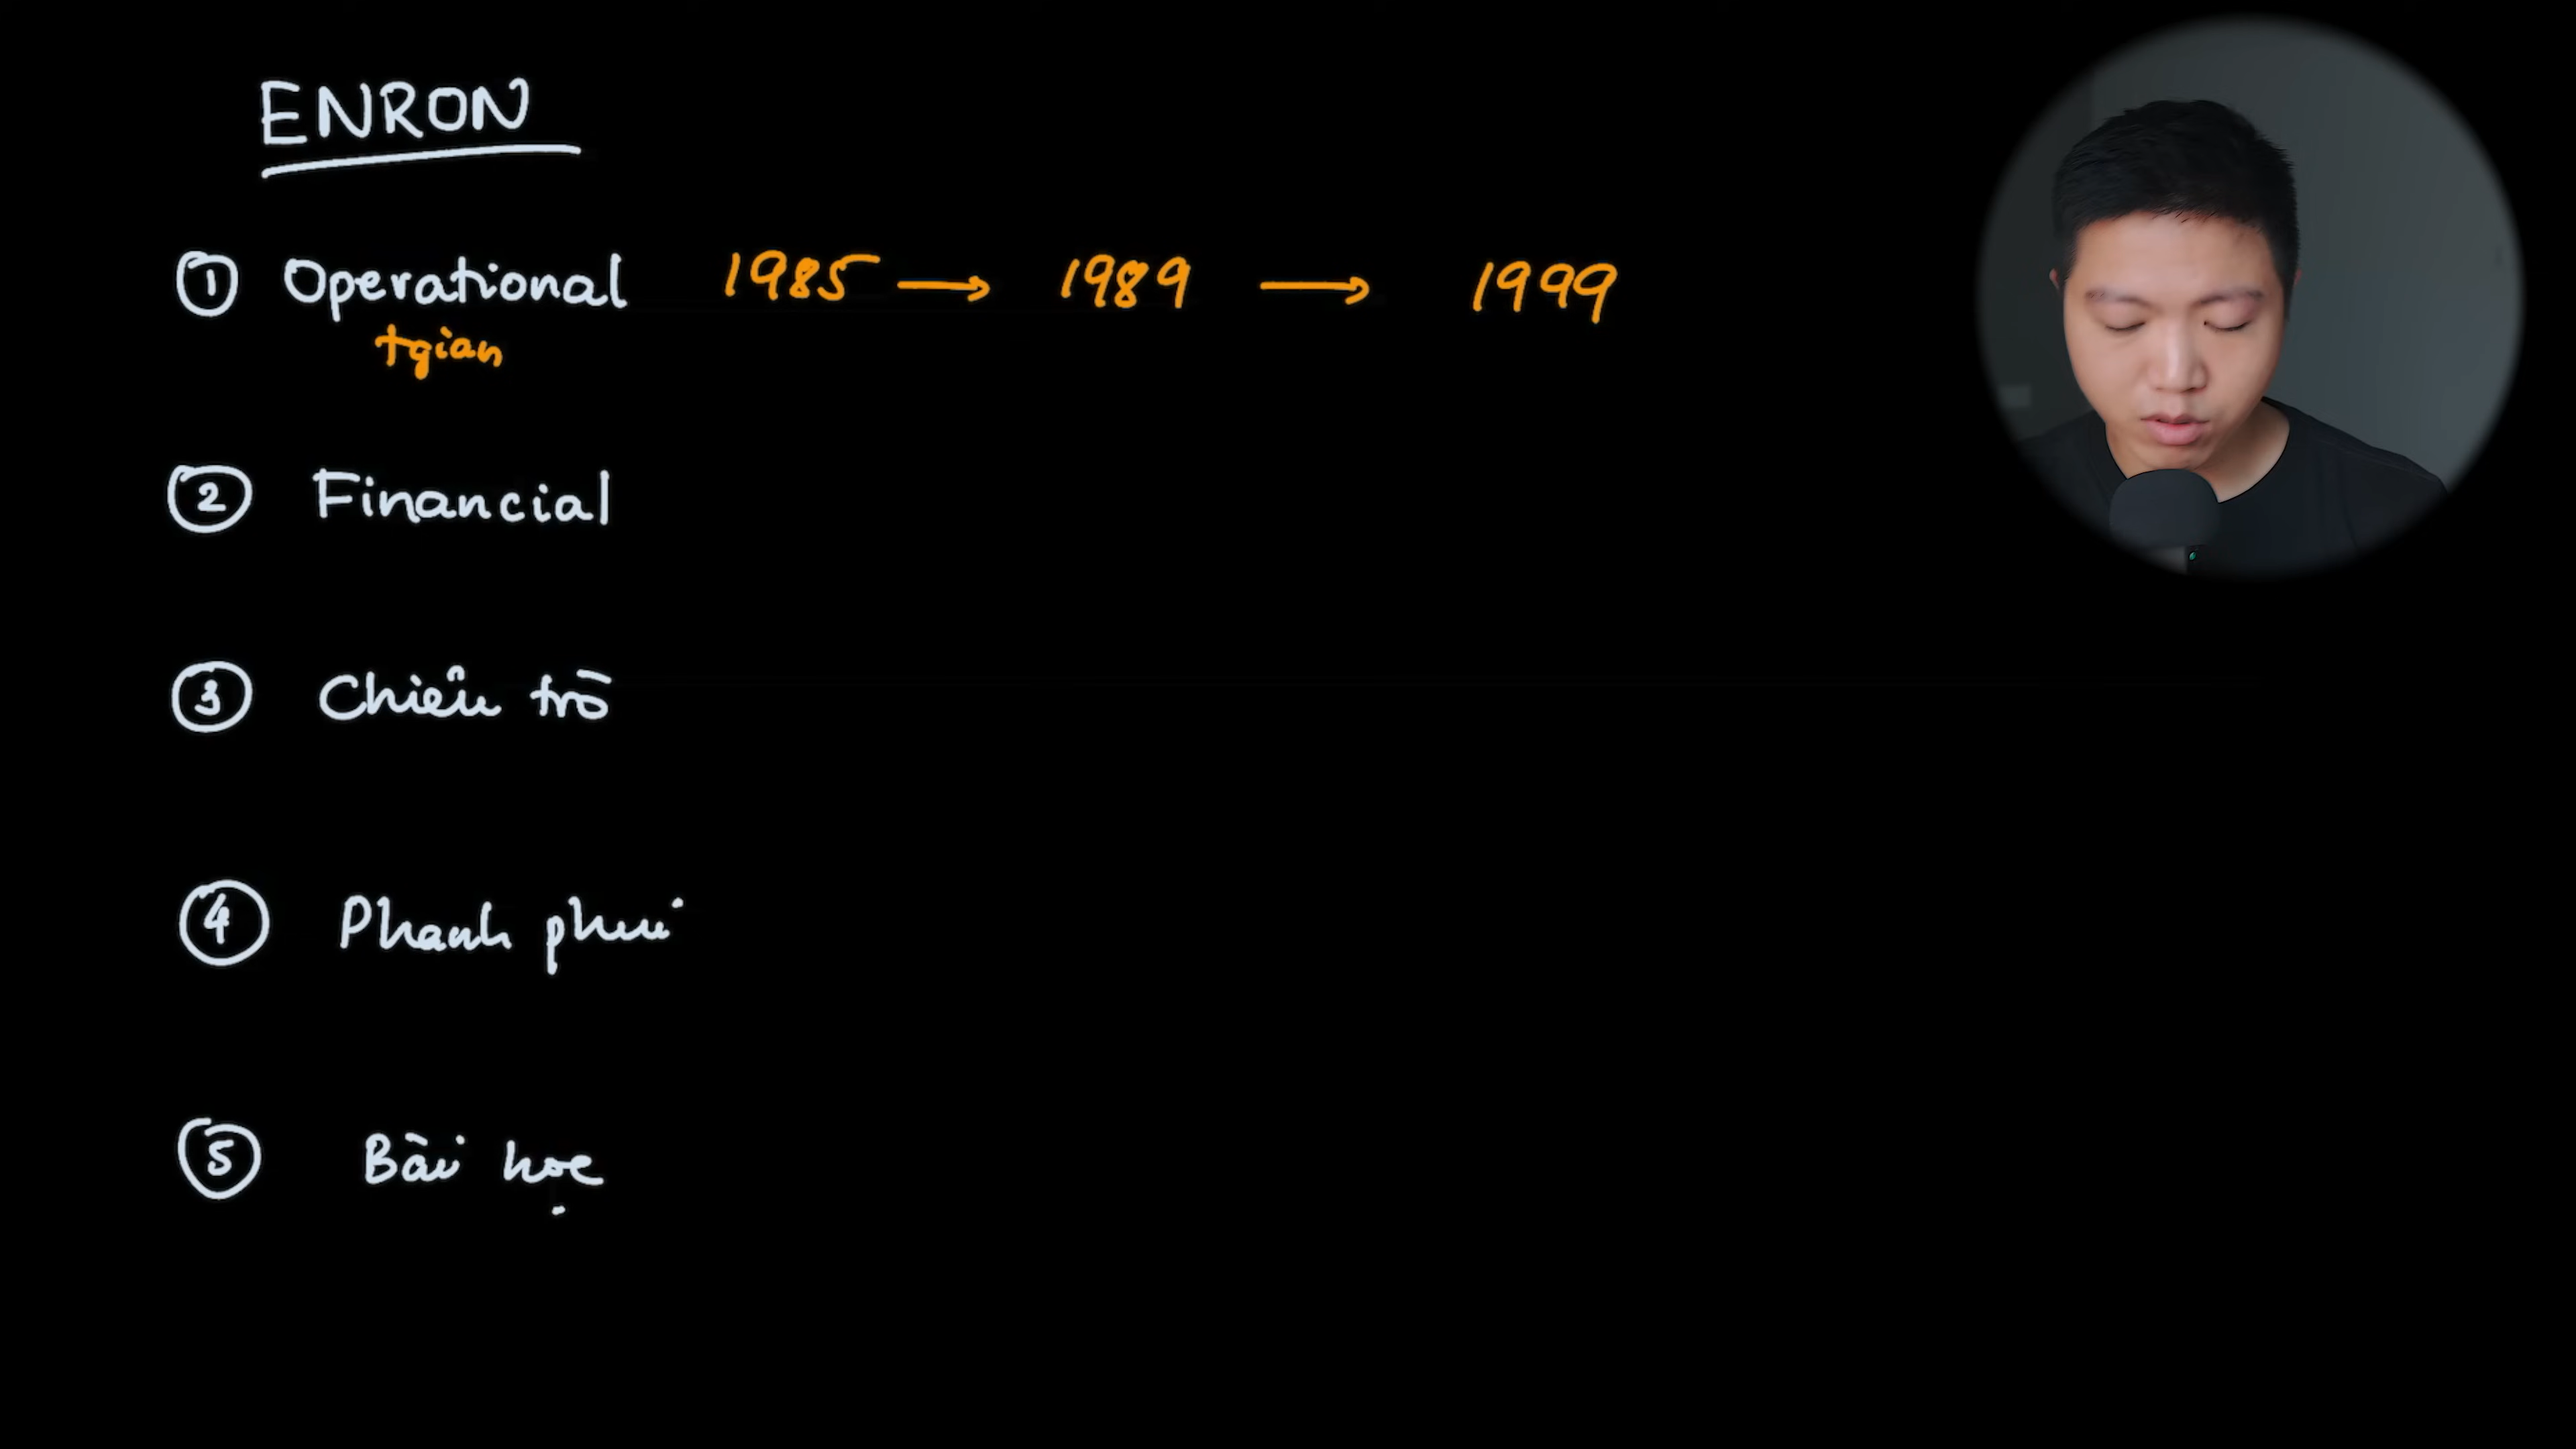 ENRON
① Operational 1985 → 1989 → 1999
tgian
② Financial
③ Chiêu trò
④ Phanh phui
⑤ Bài học